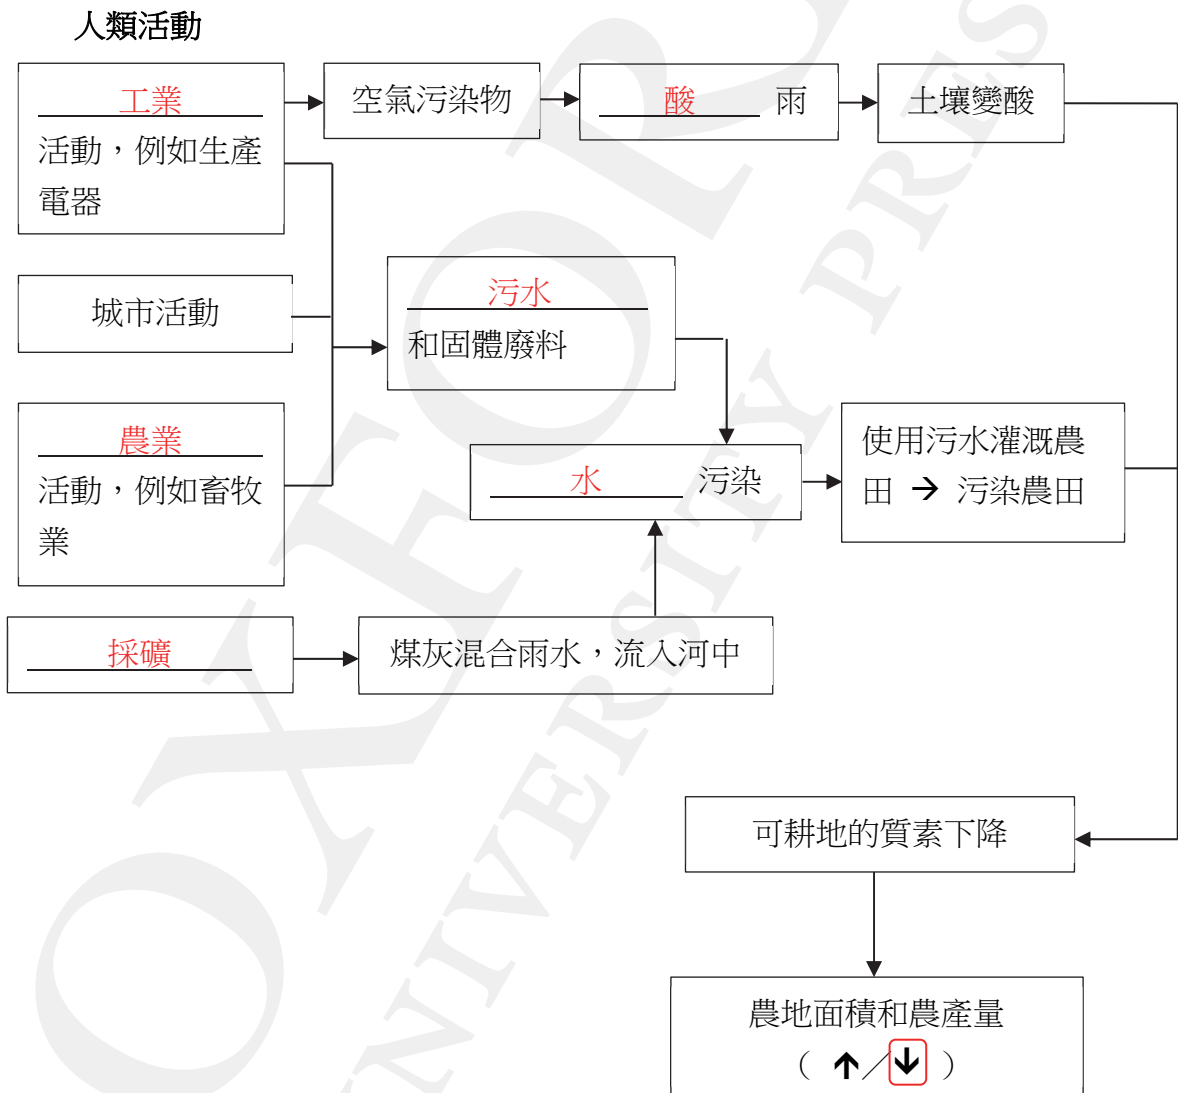 人類活動
工業
活動，例如生產
電器
空氣污染物
酸 雨
土壤變酸
城市活動
污水
和固體廢料
農業
活動，例如畜牧
業
水 污染
使用污水灌溉農
田 → 污染農田
採礦
煤灰混合雨水，流入河中
可耕地的質素下降
農地面積和農產量
（ ↑／↓ ）
OXFORD
UNIVERSITY PRESS